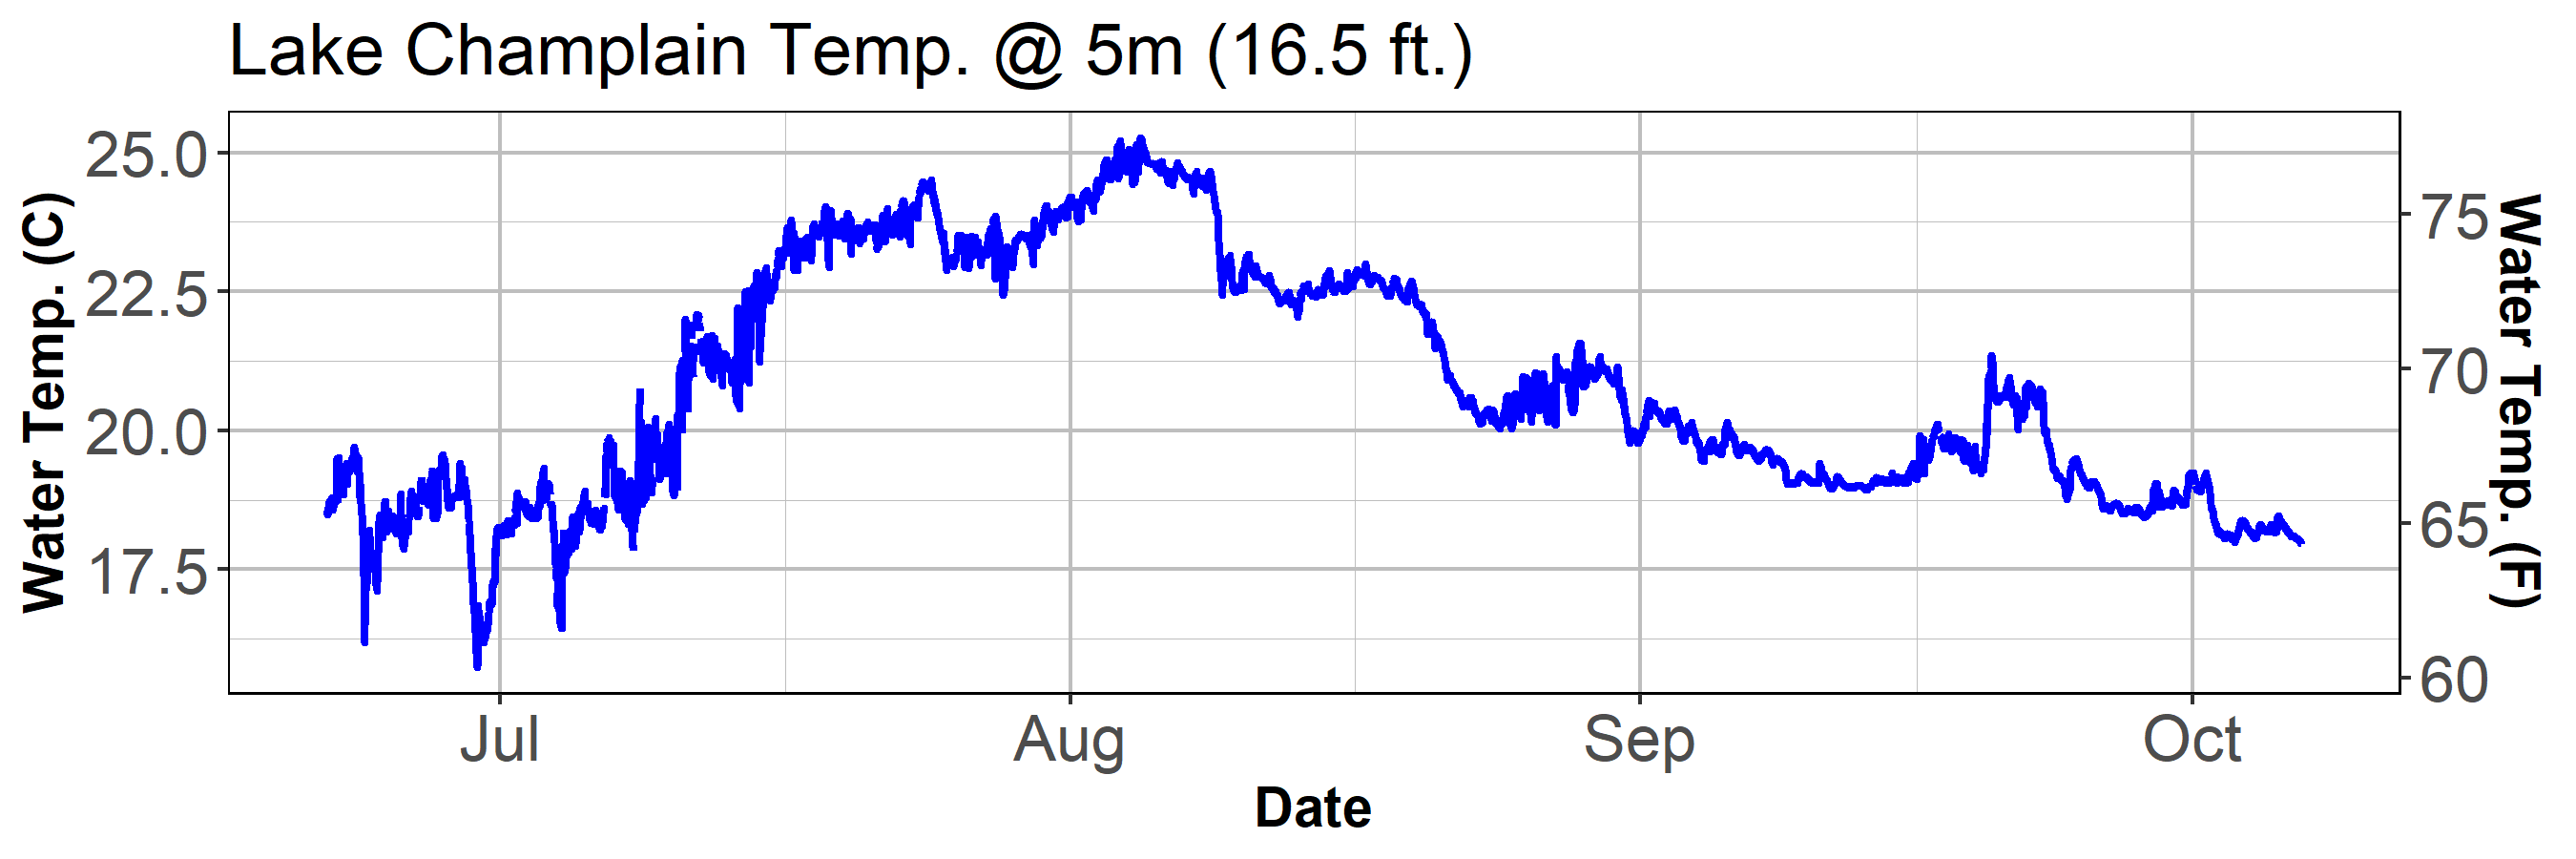 Lake Champlain Temp. @ 5m (16.5 ft.)
Water Temp. (C)
25.0
22.5
20.0
17.5
75
70
65
60
Water Temp. (F)
Jul Aug Sep Oct
Date